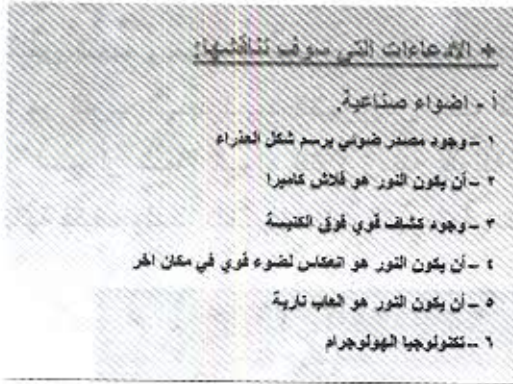 + الادعاءات التي سوف نناقشها:
أ - اضواء صناعية.
١ – وجود مصدر ضوئي يرسم شكل العذراء
٢ – أن يكون النور هو فلاش كاميرا
٣ – وجود كشاف قوي فوق الكنيسة
٤ – أن يكون النور هو انعكاس لضوء قوي في مكان اخر
٥ – أن يكون النور هو العاب نارية
٦ – تكنولوجيا الهولوجرام